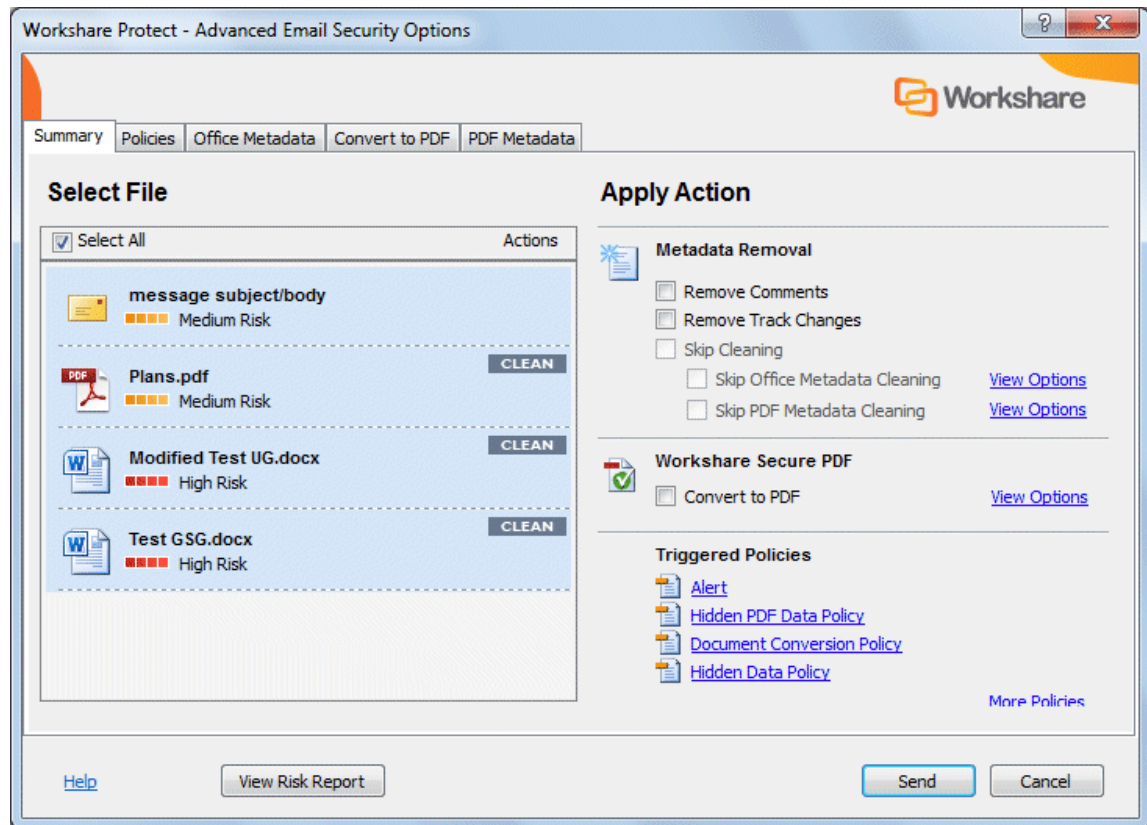 Workshare Protect - Advanced Email Security Options
Workshare
Summary Policies Office Metadata Convert to PDF PDF Metadata
Select File
Select All Actions
message subject/body
Medium Risk
CLEAN
PDF
Plans.pdf
Medium Risk
CLEAN
Modified Test UG.docx
High Risk
CLEAN
Test GSG.docx
High Risk
Apply Action
Metadata Removal
Remove Comments
Remove Track Changes
Skip Cleaning
Skip Office Metadata Cleaning View Options
Skip PDF Metadata Cleaning View Options
Workshare Secure PDF
Convert to PDF View Options
Triggered Policies
Alert
Hidden PDF Data Policy
Document Conversion Policy
Hidden Data Policy
More Policies
Help View Risk Report Send Cancel